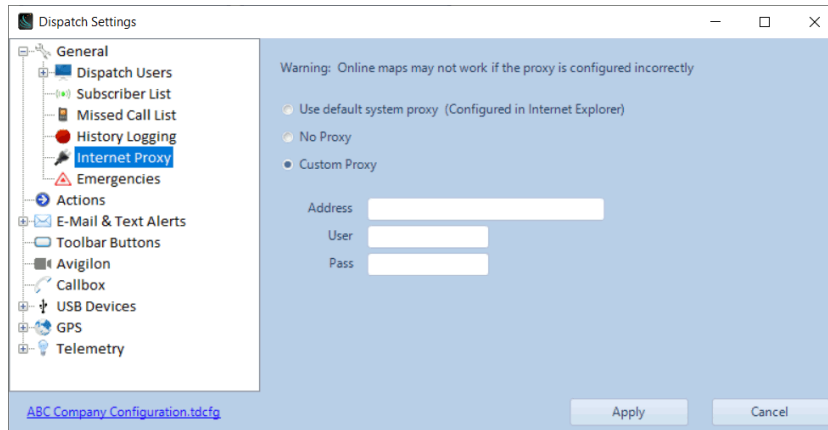 Dispatch Settings
General
Dispatch Users
Subscriber List
Missed Call List
History Logging
Internet Proxy
Emergencies
Actions
E-Mail & Text Alerts
Toolbar Buttons
Avigilon
Callbox
USB Devices
GPS
Telemetry
ABC Company Configuration.tdcfg
Warning: Online maps may not work if the proxy is configured incorrectly
Use default system proxy (Configured in Internet Explorer)
No Proxy
Custom Proxy
Address
User
Pass
Apply
Cancel